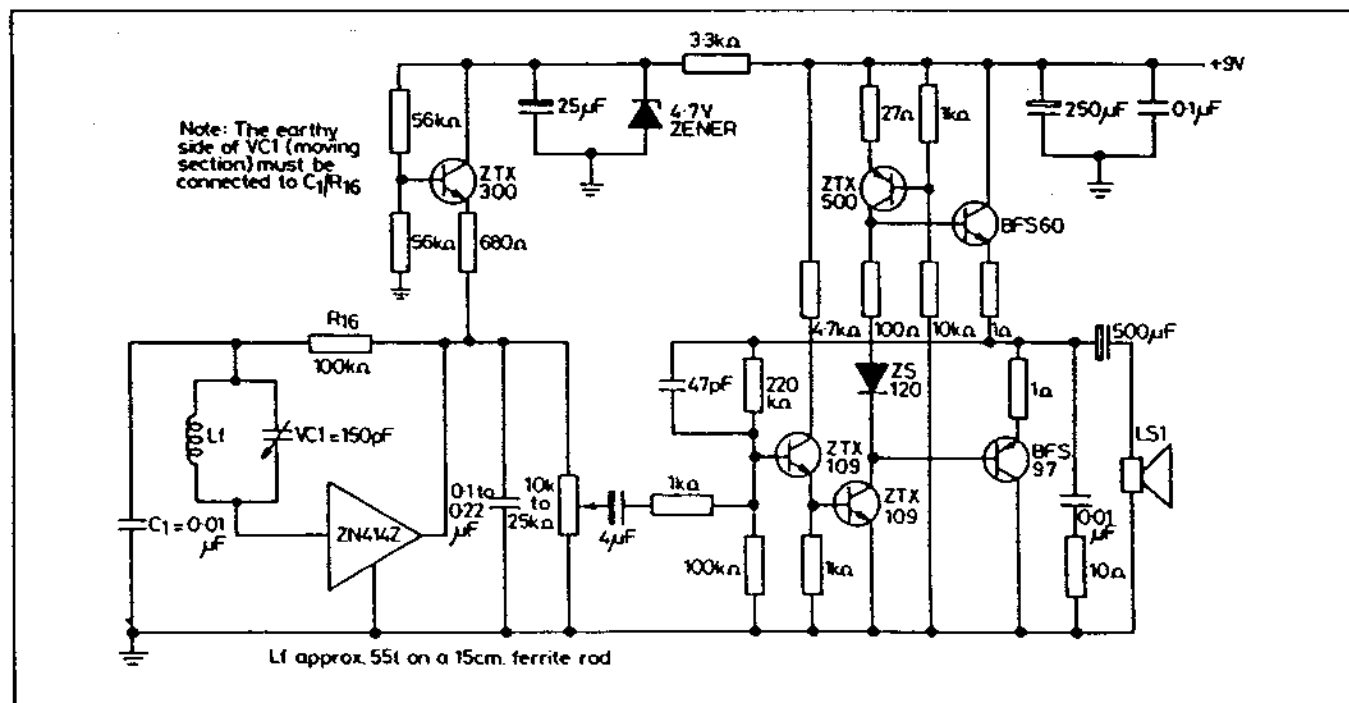 3·3kΩ
+9V
56kΩ
25μF
4·7V
ZENER
27Ω
1kΩ
250μF
0·1μF
Note: The earthy
side of VC1 (moving
section) must be
connected to C1/R16
ZTX
300
ZTX
500
BFS60
56kΩ
680Ω
R16
100kΩ
4·7kΩ
100Ω
10kΩ
1Ω
500μF
47pF
220
kΩ
ZS
120
1Ω
Lf
VC1=150pF
LS1
ZTX
109
BFS
97
C1=0·01
μF
ZN414Z
0·1 to
0·22
μF
10k
to
25kΩ
4μF
1kΩ
ZTX
109
0·01
μF
100kΩ
1kΩ
10Ω
Lf approx. 55t on a 15cm. ferrite rod